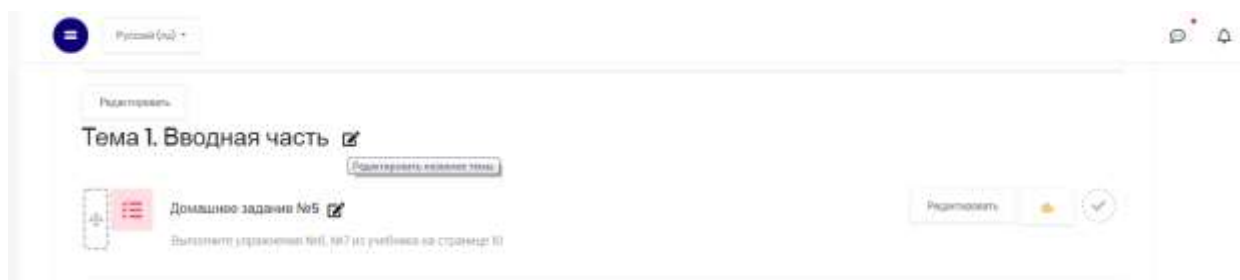 Русский (ru)
Редактировать
Тема 1. Вводная часть
Редактировать название темы
Домашнее задание №5
Редактировать
Выполните упражнения №6, №7 из учебника на странице 10